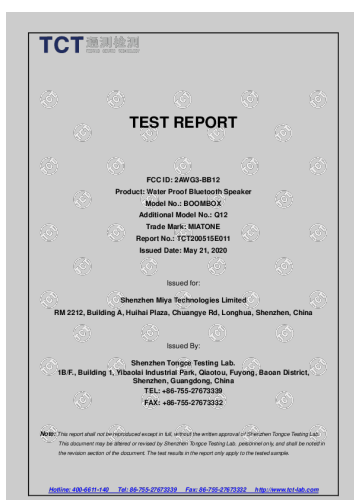 TCT 通测检测
TESTING CENTRE TECHNOLOGY
TEST REPORT
FCC ID: 2AWG3-BB12
Product: Water Proof Bluetooth Speaker
Model No.: BOOMBOX
Additional Model No.: Q12
Trade Mark: MIATONE
Report No.: TCT200515E011
Issued Date: May 21, 2020
Issued for:
Shenzhen Miya Technologies Limited
RM 2212, Building A, Huihai Plaza, Chuangye Rd, Longhua, Shenzhen, China
Issued By:
Shenzhen Tongce Testing Lab.
1B/F., Building 1, Yibaolai Industrial Park, Qiaotou, Fuyong, Baoan District,
Shenzhen, Guangdong, China
TEL: +86-755-27673339
FAX: +86-755-27673332
Note: This report shall not be reproduced except in full, without the written approval of Shenzhen Tongce Testing Lab.
This document may be altered or revised by Shenzhen Tongce Testing Lab. personnel only, and shall be noted in
the revision section of the document. The test results in the report only apply to the tested sample.
Hotline: 400-6611-140 Tel: 86-755-27673339 Fax: 86-755-27673332 http://www.tct-lab.com